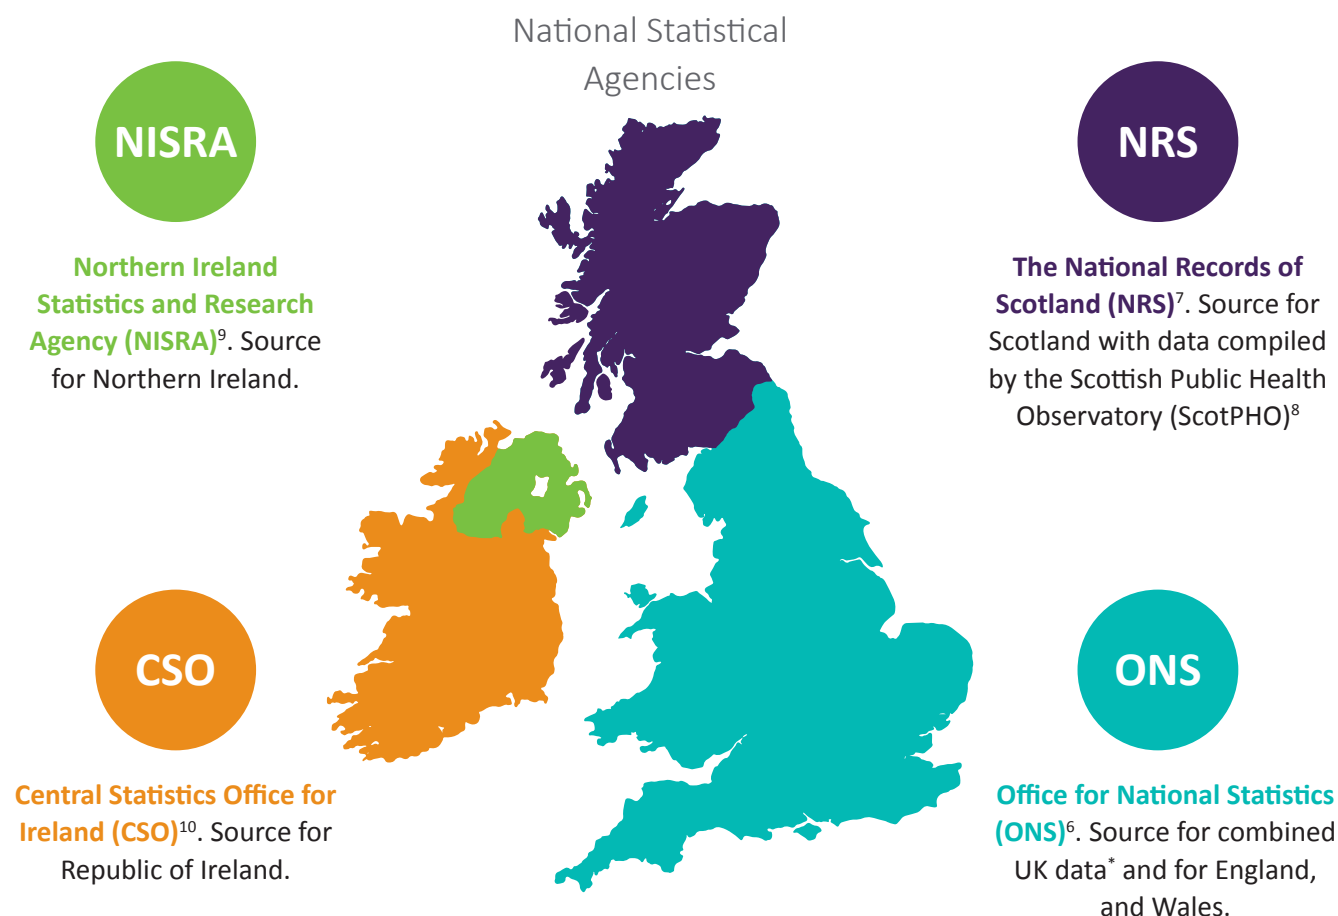 National Statistical
Agencies
NISRA
Northern Ireland
Statistics and Research
Agency (NISRA)⁹. Source
for Northern Ireland.
NRS
The National Records of
Scotland (NRS)⁷. Source for
Scotland with data compiled
by the Scottish Public Health
Observatory (ScotPHO)⁸
CSO
Central Statistics Office for
Ireland (CSO)¹⁰. Source for
Republic of Ireland.
ONS
Office for National Statistics
(ONS)⁶. Source for combined
UK data* and for England,
and Wales.